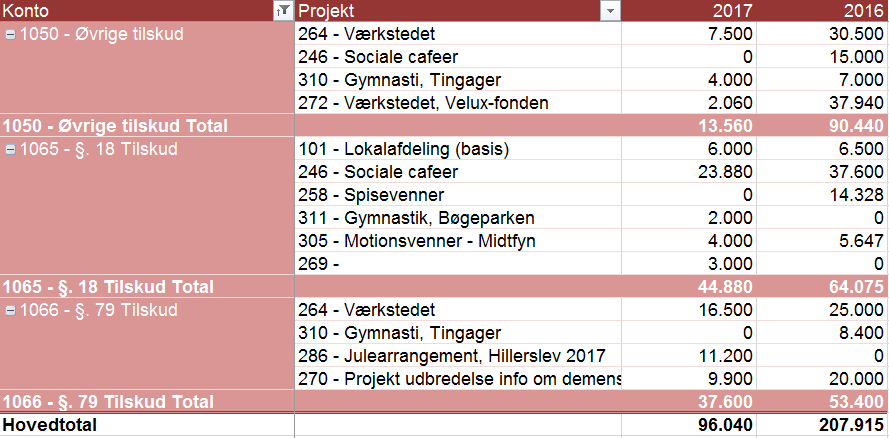 Konto Projekt 2017 2016
1050 - Øvrige tilskud 264 - Værkstedet 7.500 30.500
246 - Sociale cafeer 0 15.000
310 - Gymnasti, Tingager 4.000 7.000
272 - Værkstedet, Velux-fonden 2.060 37.940
1050 - Øvrige tilskud Total 13.560 90.440
1065 - §. 18 Tilskud 101 - Lokalafdeling (basis) 6.000 6.500
246 - Sociale cafeer 23.880 37.600
258 - Spisevenner 0 14.328
311 - Gymnastik, Bøgeparken 2.000 0
305 - Motionsvenner - Midtfyn 4.000 5.647
269 - 3.000 0
1065 - §. 18 Tilskud Total 44.880 64.075
1066 - §. 79 Tilskud 264 - Værkstedet 16.500 25.000
310 - Gymnasti, Tingager 0 8.400
286 - Julearrangement, Hillerslev 2017 11.200 0
270 - Projekt udbredelse info om demens 9.900 20.000
1066 - §. 79 Tilskud Total 37.600 53.400
Hovedtotal 96.040 207.915